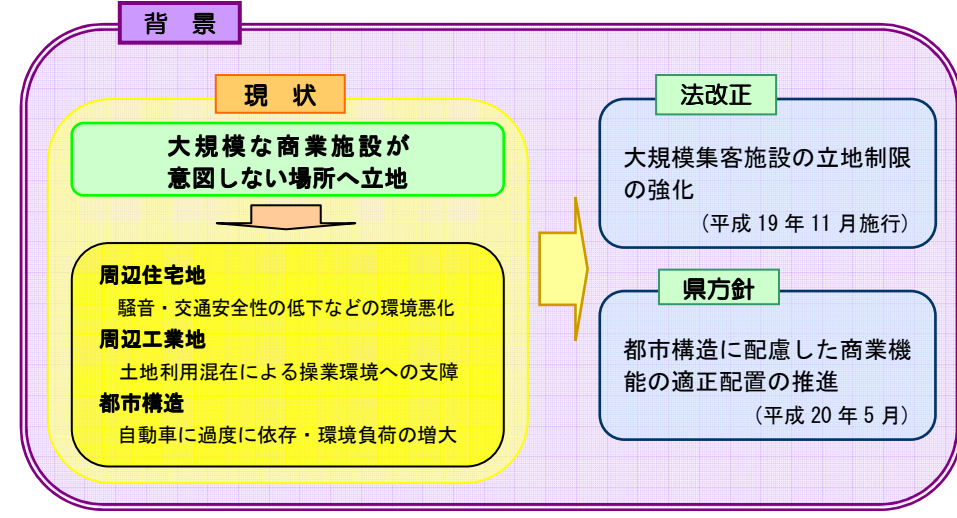 背 景
現 状
大規模な商業施設が
意図しない場所へ立地
周辺住宅地
騒音・交通安全性の低下などの環境悪化
周辺工業地
土地利用混在による操業環境への支障
都市構造
自動車に過度に依存・環境負荷の増大
法改正
大規模集客施設の立地制限
の強化
(平成 19 年 11 月施行)
県方針
都市構造に配慮した商業機
能の適正配置の推進
(平成 20 年 5 月)